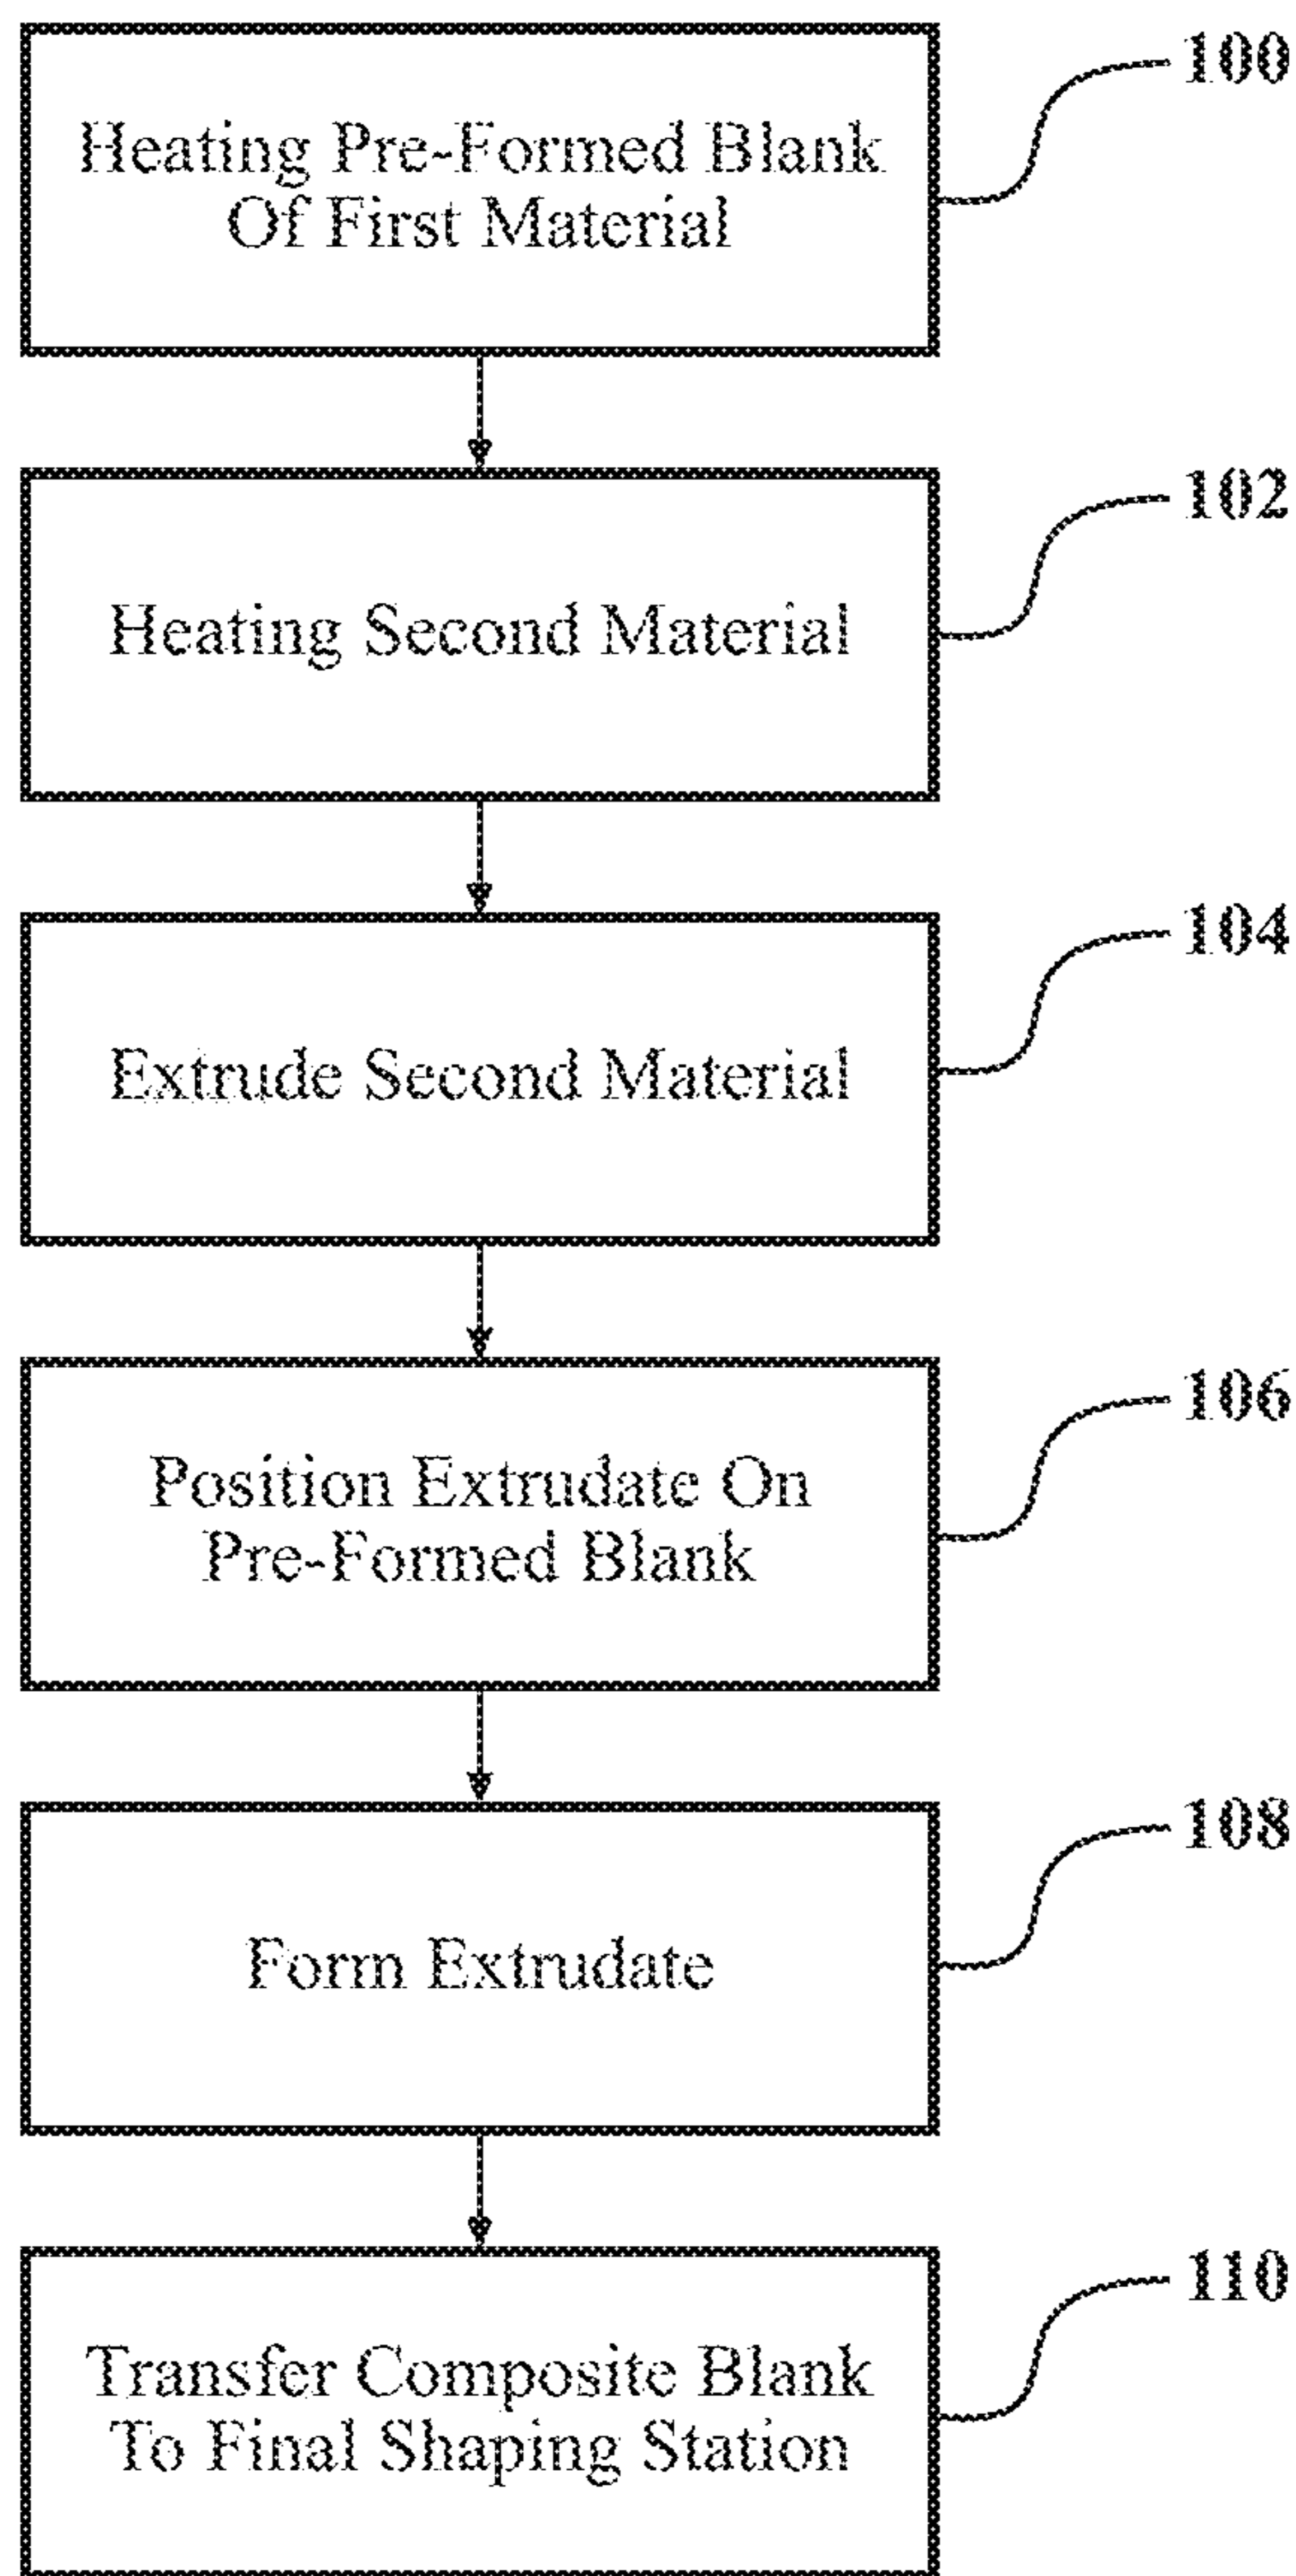 100
Heating Pre-Formed Blank
Of First Material
102
Heating Second Material
104
Extrude Second Material
106
Position Extrudate On
Pre-Formed Blank
108
Form Extrudate
110
Transfer Composite Blank
To Final Shaping Station